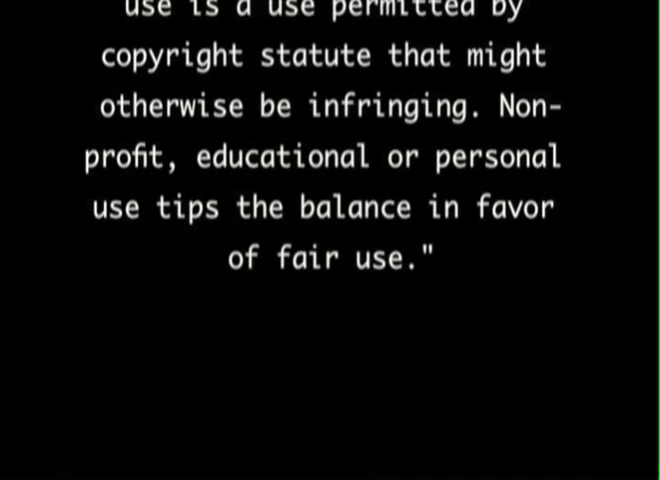 use is a use permitted by
copyright statute that might
otherwise be infringing. Non-
profit, educational or personal
use tips the balance in favor
of fair use."